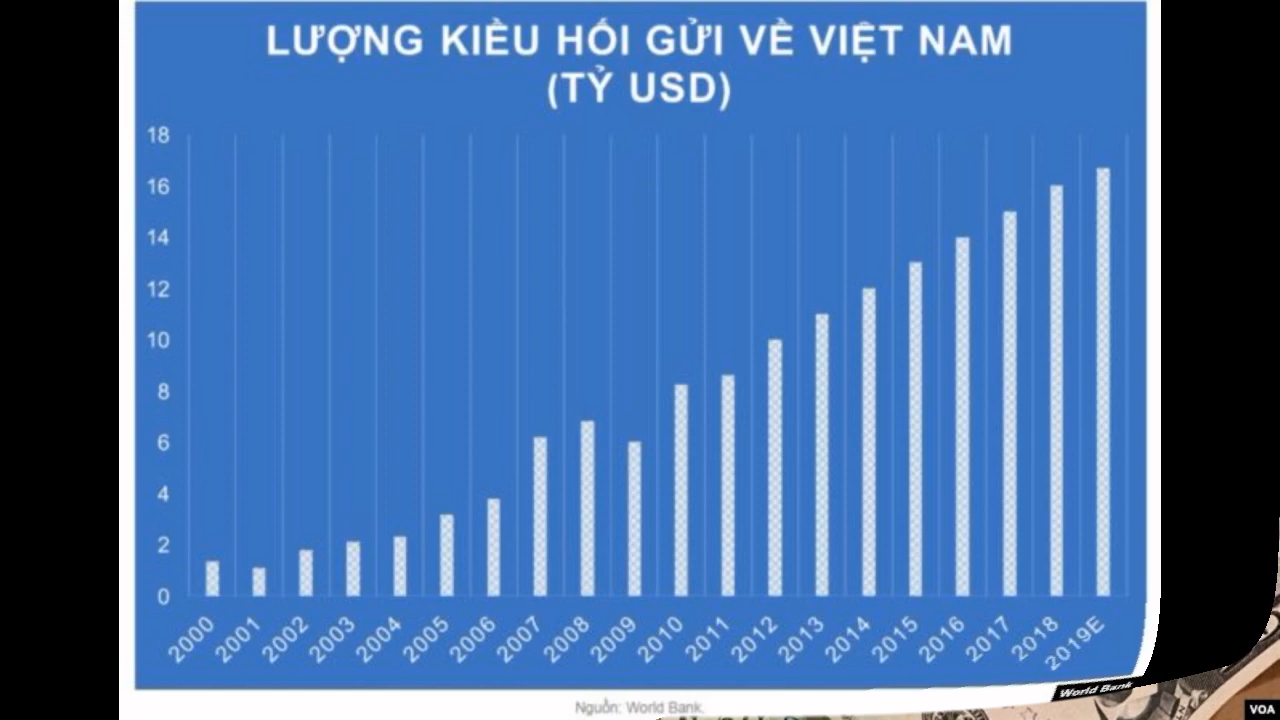 LƯỢNG KIỀU HỐI GỬI VỀ VIỆT NAM
(TỶ USD)
18
16
14
12
10
8
6
4
2
0
2000 2001 2002 2003 2004 2005 2006 2007 2008 2009 2010 2011 2012 2013 2014 2015 2016 2017 2018 2019E
Nguồn: World Bank.
World Bank
VOA